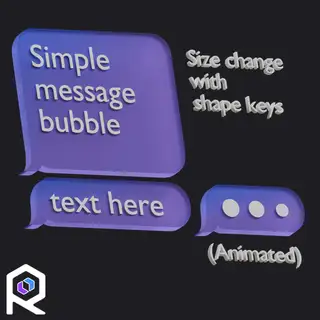 Simple
message
bubble
Size change
with
shape keys
text here
(Animated)